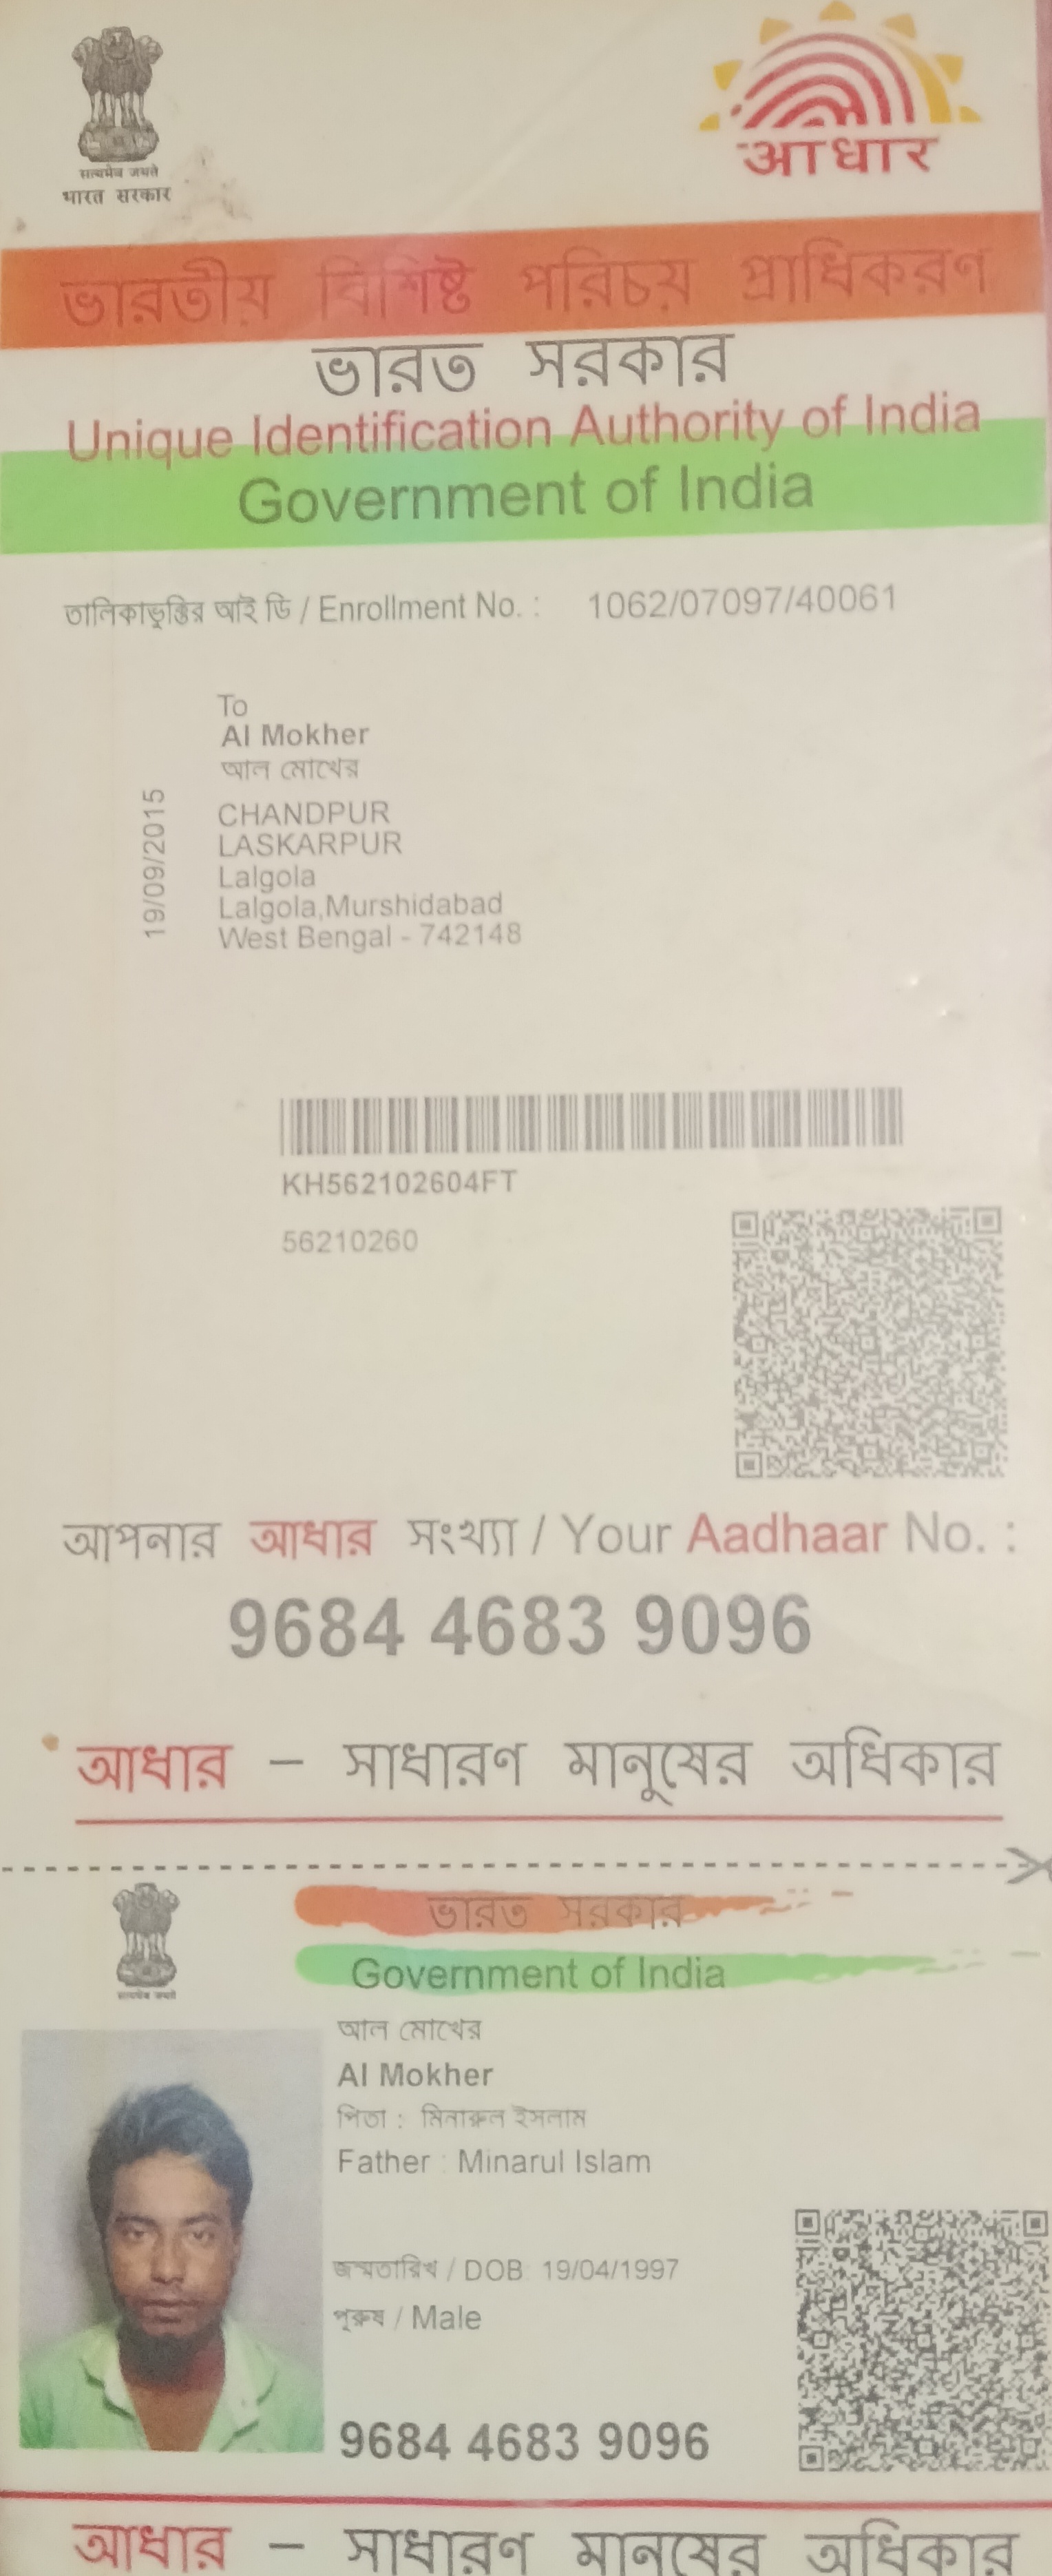 सत्यमेव जयते
भारत सरकार
आधार
ভারতীয় বিশিষ্ট পরিচয় প্রাধিকরণ
ভারত সরকার
Unique Identification Authority of India
Government of India
তালিকাভুক্তির আই ডি / Enrollment No. : 1062/07097/40061
To
Al Mokher
আল মোখের
CHANDPUR
LASKARPUR
Lalgola
Lalgola,Murshidabad
West Bengal - 742148
19/09/2015
KH562102604FT
56210260
আপনার আধার সংখ্যা / Your Aadhaar No. :
9684 4683 9096
আধার – সাধারণ মানুষের অধিকার
सत्यमेव जयते
ভারত সরকার
Government of India
আল মোখের
Al Mokher
পিতা : মিনারুল ইসলাম
Father : Minarul Islam
জন্মতারিখ / DOB: 19/04/1997
পুরুষ / Male
9684 4683 9096
আধার – সাধারণ মানুষের অধিকার